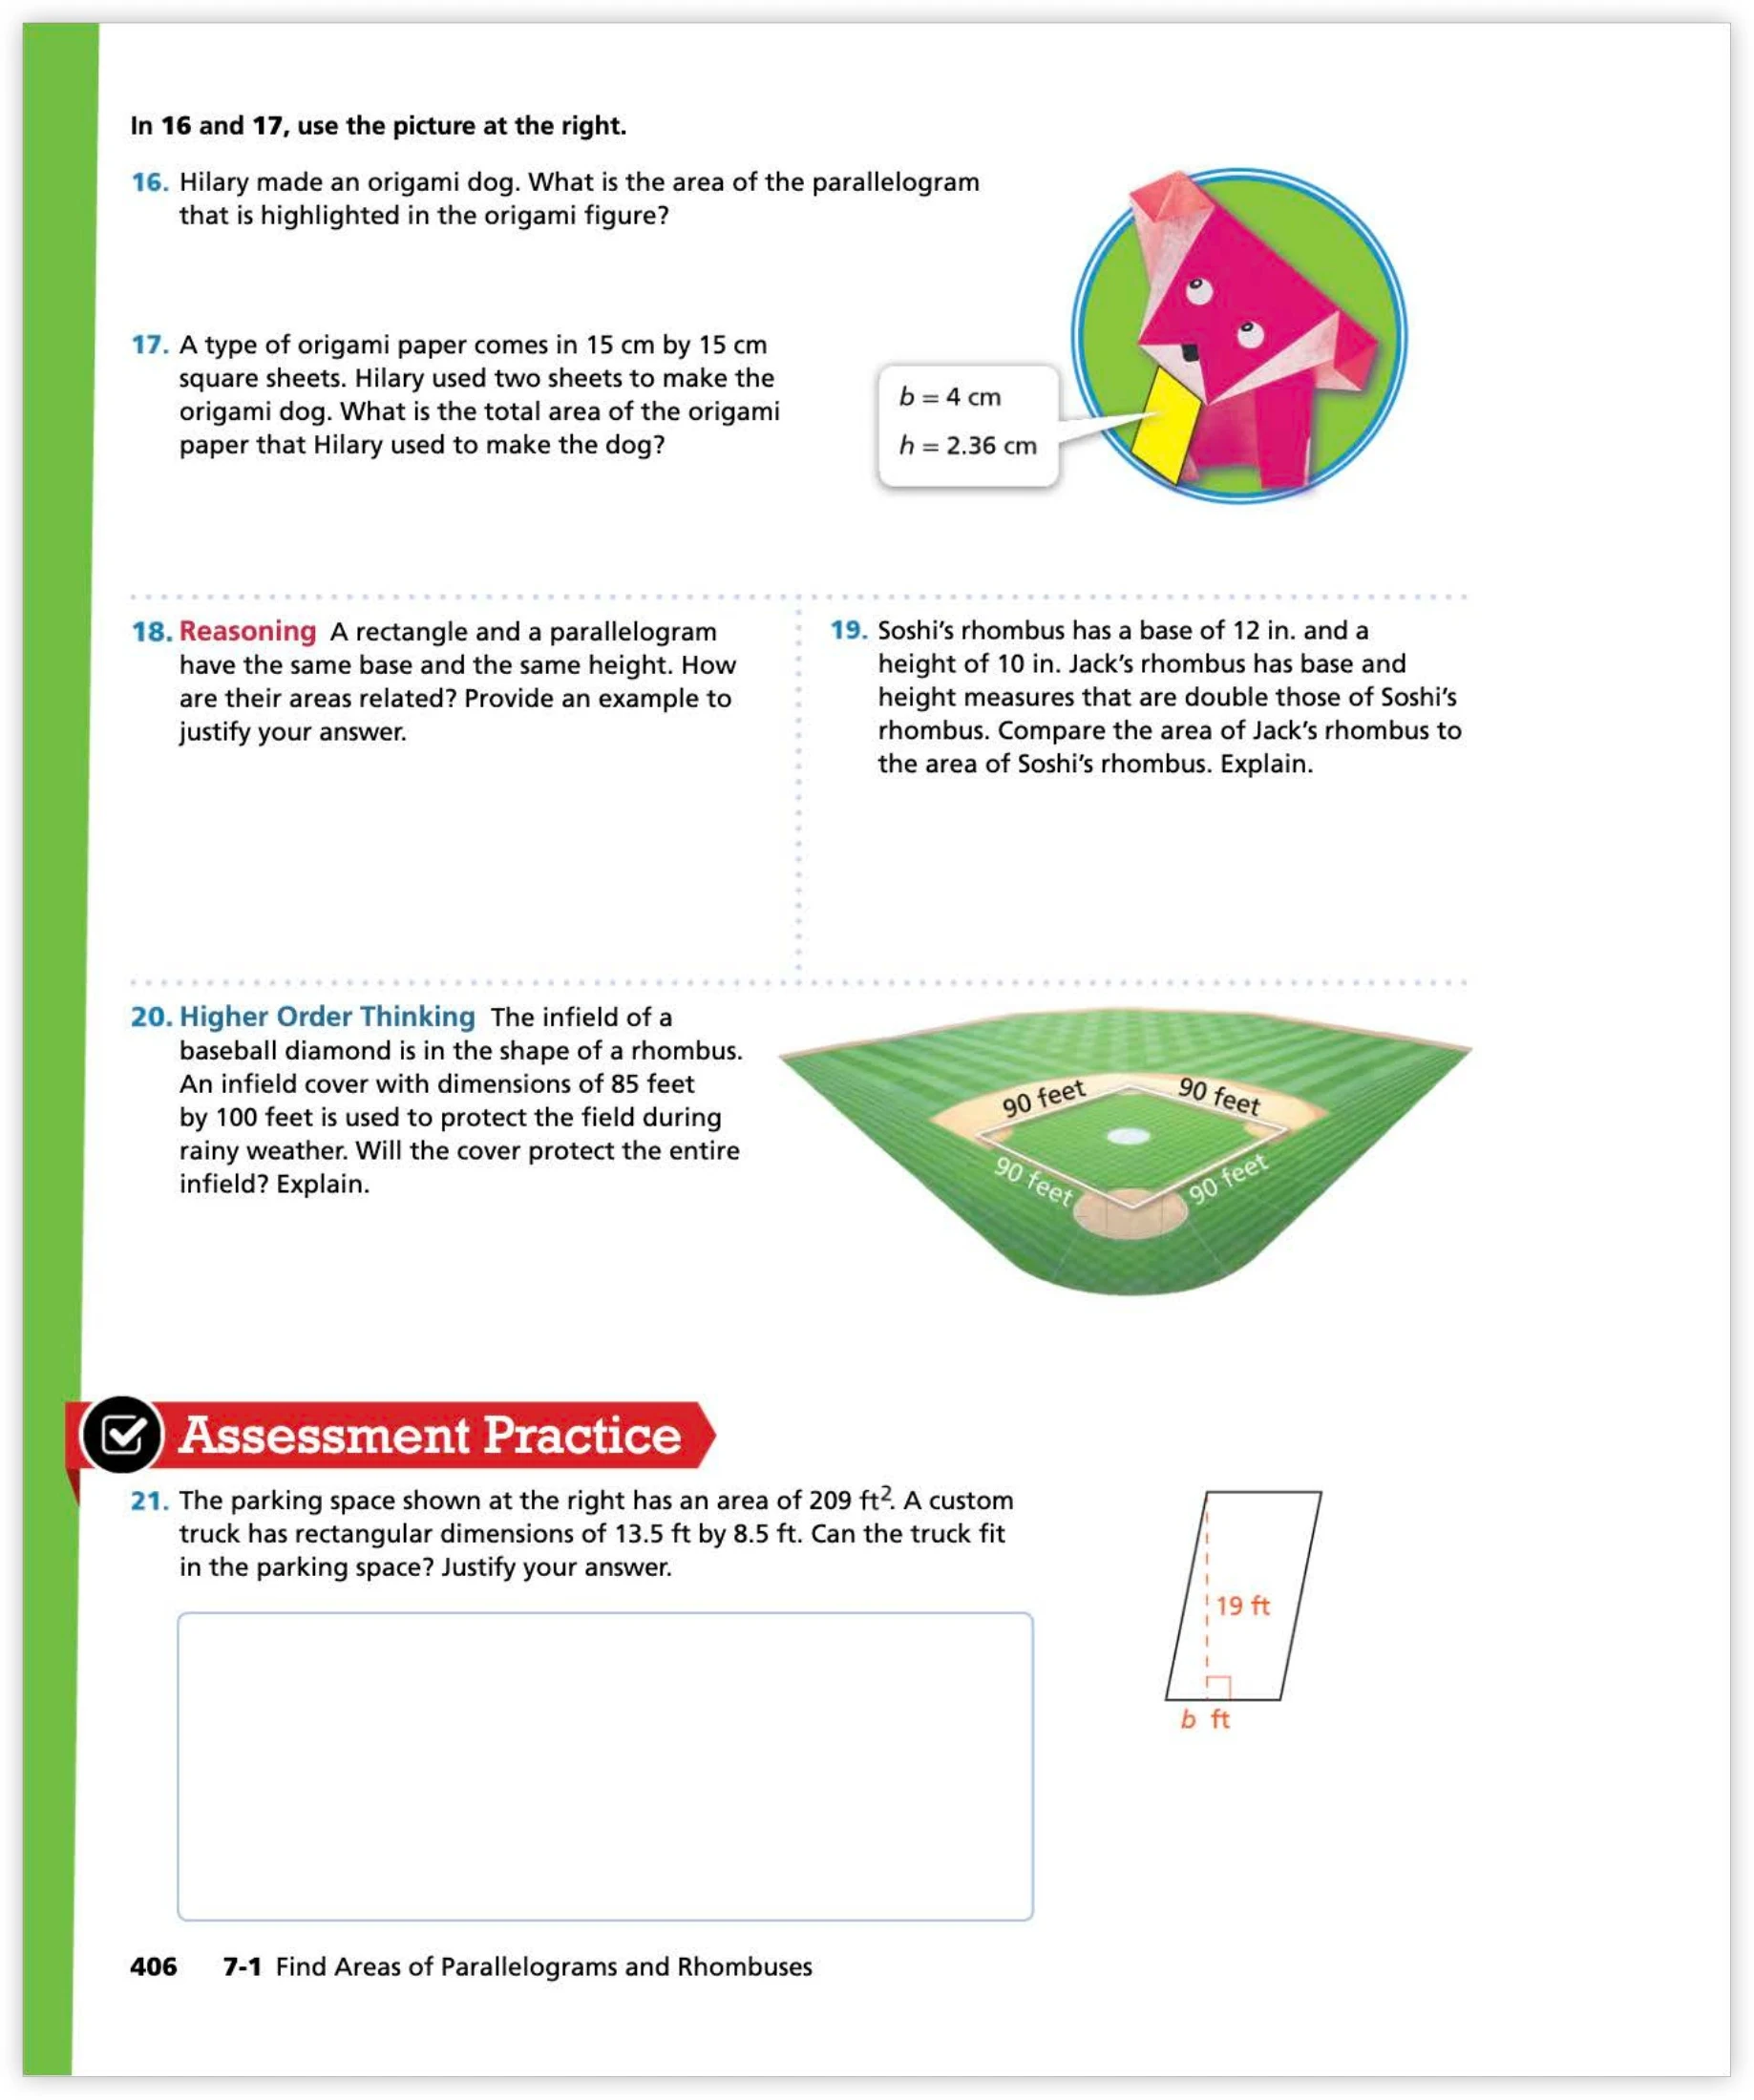 In 16 and 17, use the picture at the right.
16. Hilary made an origami dog. What is the area of the parallelogram
that is highlighted in the origami figure?
17. A type of origami paper comes in 15 cm by 15 cm
square sheets. Hilary used two sheets to make the
origami dog. What is the total area of the origami
paper that Hilary used to make the dog?
b = 4 cm
h = 2.36 cm
18. Reasoning A rectangle and a parallelogram
have the same base and the same height. How
are their areas related? Provide an example to
justify your answer.
19. Soshi's rhombus has a base of 12 in. and a
height of 10 in. Jack's rhombus has base and
height measures that are double those of Soshi's
rhombus. Compare the area of Jack's rhombus to
the area of Soshi's rhombus. Explain.
20. Higher Order Thinking The infield of a
baseball diamond is in the shape of a rhombus.
An infield cover with dimensions of 85 feet
by 100 feet is used to protect the field during
rainy weather. Will the cover protect the entire
infield? Explain.
90 feet
90 feet
90 feet
90 feet
Assessment Practice
21. The parking space shown at the right has an area of 209 ft². A custom
truck has rectangular dimensions of 13.5 ft by 8.5 ft. Can the truck fit
in the parking space? Justify your answer.
19 ft
b ft
406 7-1 Find Areas of Parallelograms and Rhombuses